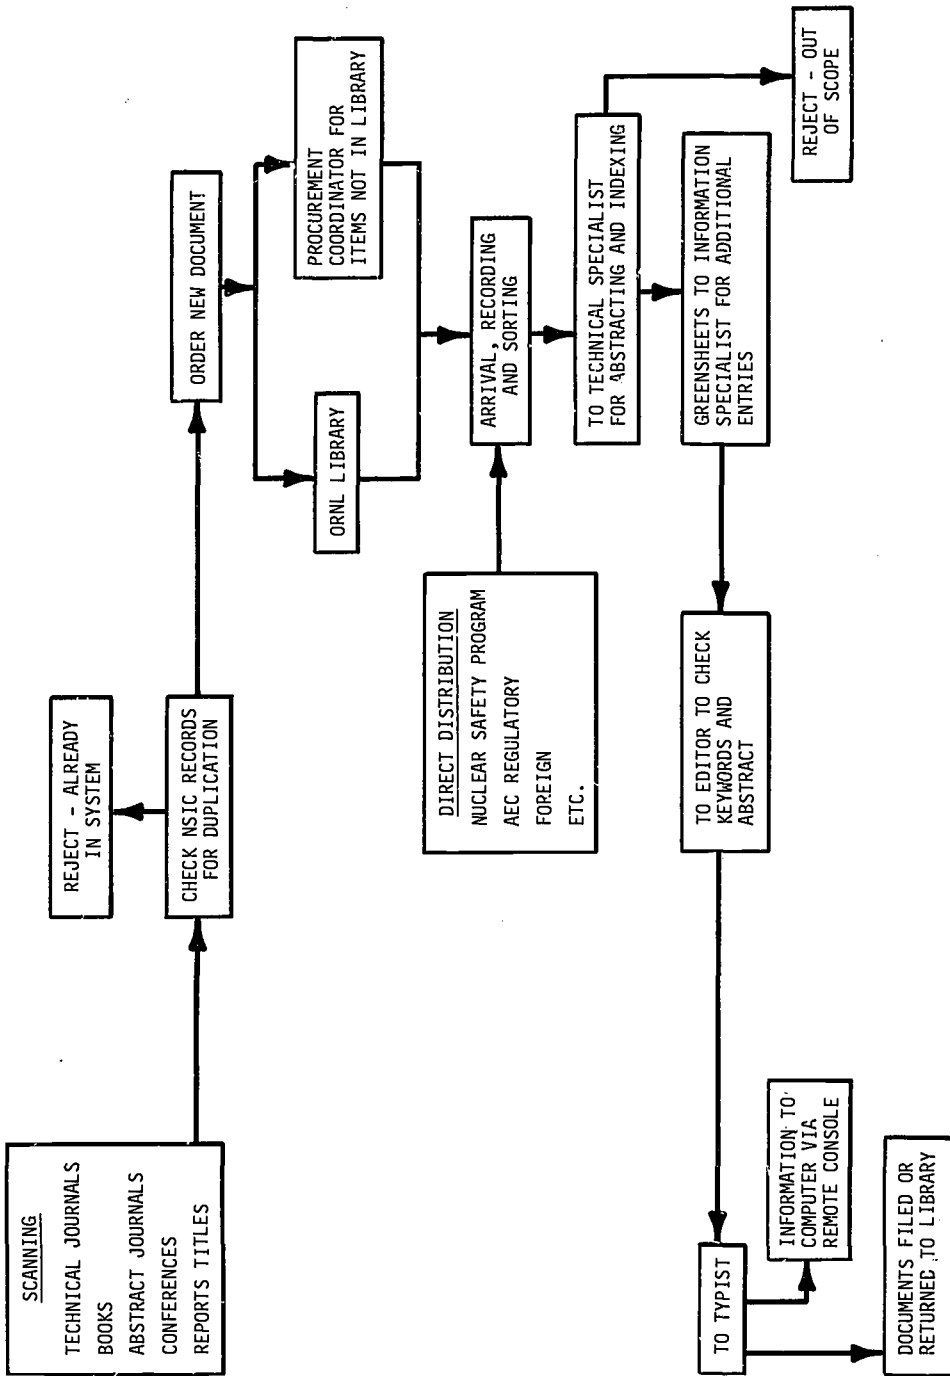 SCANNING
TECHNICAL JOURNALS
BOOKS
ABSTRACT JOURNALS
CONFERENCES
REPORTS TITLES
REJECT - ALREADY
IN SYSTEM
CHECK NSIC RECORDS
FOR DUPLICATION
ORDER NEW DOCUMENT
ORNL LIBRARY
PROCUREMENT
COORDINATOR FOR
ITEMS NOT IN LIBRARY
DIRECT DISTRIBUTION
NUCLEAR SAFETY PROGRAM
AEC REGULATORY
FOREIGN
ETC.
ARRIVAL, RECORDING
AND SORTING
TO TECHNICAL SPECIALIST
FOR ABSTRACTING AND INDEXING
REJECT - OUT
OF SCOPE
GREENSHEETS TO INFORMATION
SPECIALIST FOR ADDITIONAL
ENTRIES
TO EDITOR TO CHECK
KEYWORDS AND
ABSTRACT
TO TYPIST
INFORMATION TO
COMPUTER VIA
REMOTE CONSOLE
DOCUMENTS FILED OR
RETURNED TO LIBRARY